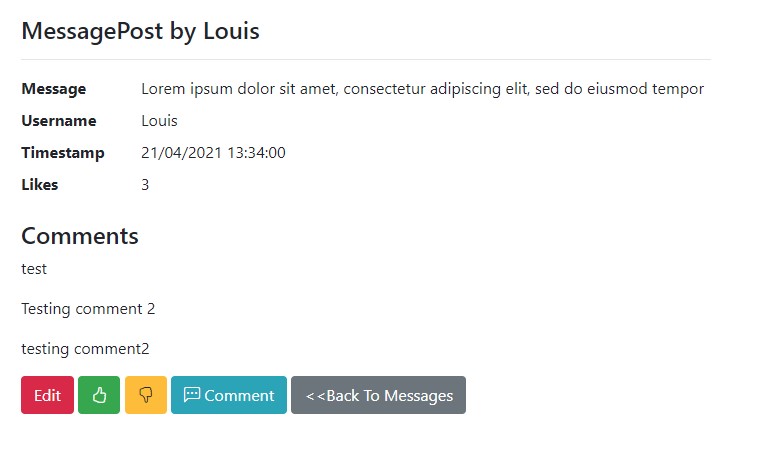 MessagePost by Louis
Message Lorem ipsum dolor sit amet, consectetur adipiscing elit, sed do eiusmod tempor
Username Louis
Timestamp 21/04/2021 13:34:00
Likes 3
Comments
test
Testing comment 2
testing comment2
Edit Comment <<Back To Messages